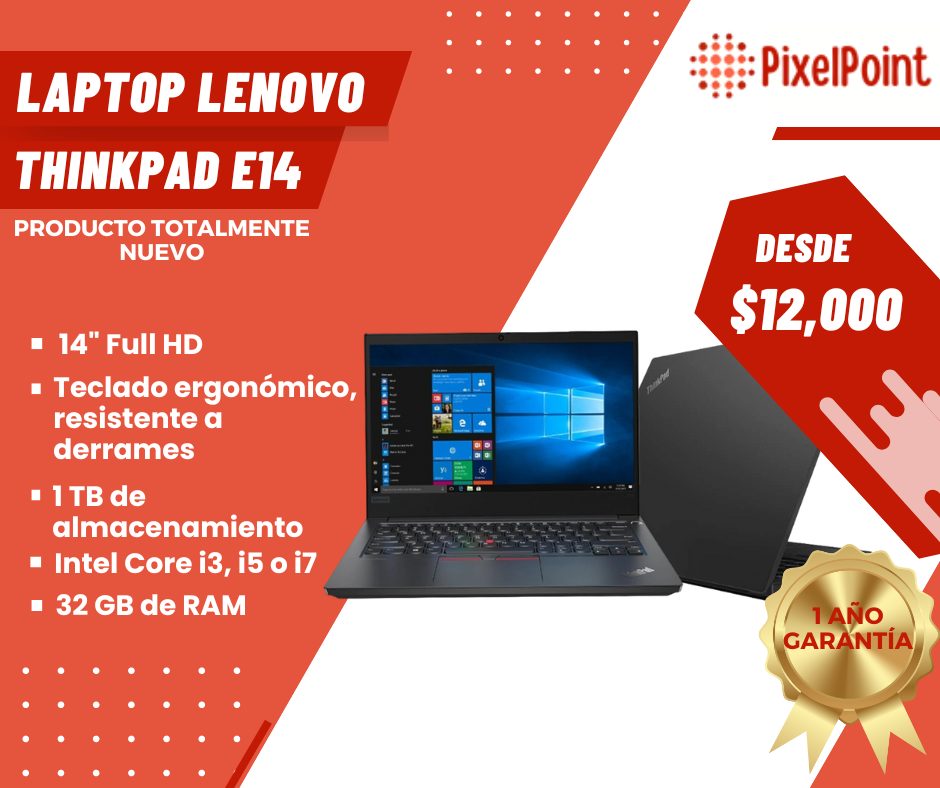 PixelPoint
LAPTOP LENOVO
THINKPAD E14
PRODUCTO TOTALMENTE
NUEVO
DESDE
$12,000
14" Full HD
Teclado ergonómico,
resistente a
derrames
1 TB de
almacenamiento
Intel Core i3, i5 o i7
32 GB de RAM
ThinkPad
1 AÑO
GARANTÍA